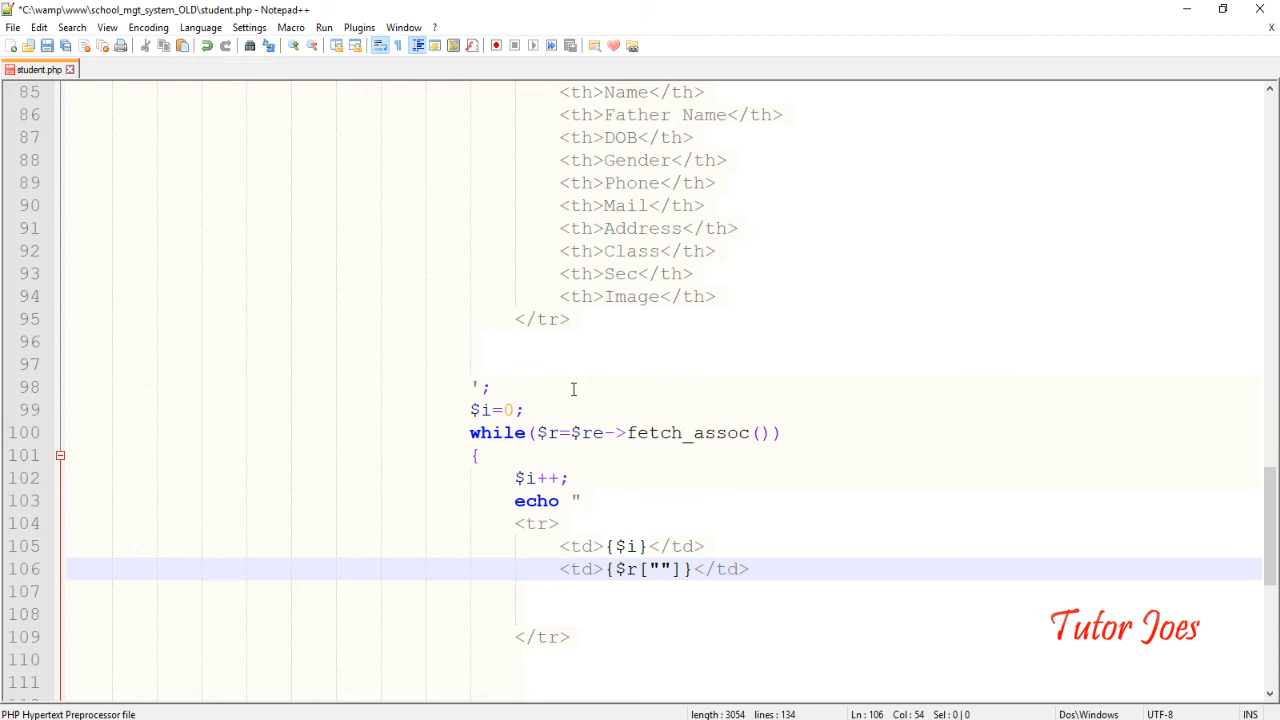 *C:\wamp\www\school_mgt_system_OLD\student.php - Notepad++
File Edit Search View Encoding Language Settings Macro Run Plugins Window ? X
student.php
85 <th>Name</th>
86 <th>Father Name</th>
87 <th>DOB</th>
88 <th>Gender</th>
89 <th>Phone</th>
90 <th>Mail</th>
91 <th>Address</th>
92 <th>Class</th>
93 <th>Sec</th>
94 <th>Image</th>
95 </tr>
96
97
98 ';
99 $i=0;
100 while($r=$re->fetch_assoc())
101 {
102 $i++;
103 echo "
104 <tr>
105 <td>{$i}</td>
106 <td>{$r[""]}</td>
107
108
109 </tr>
110
111
Tutor Joes
PHP Hypertext Preprocessor file length : 3054 lines : 134 Ln : 106 Col : 54 Sel : 0 | 0 Dos\Windows UTF-8 INS